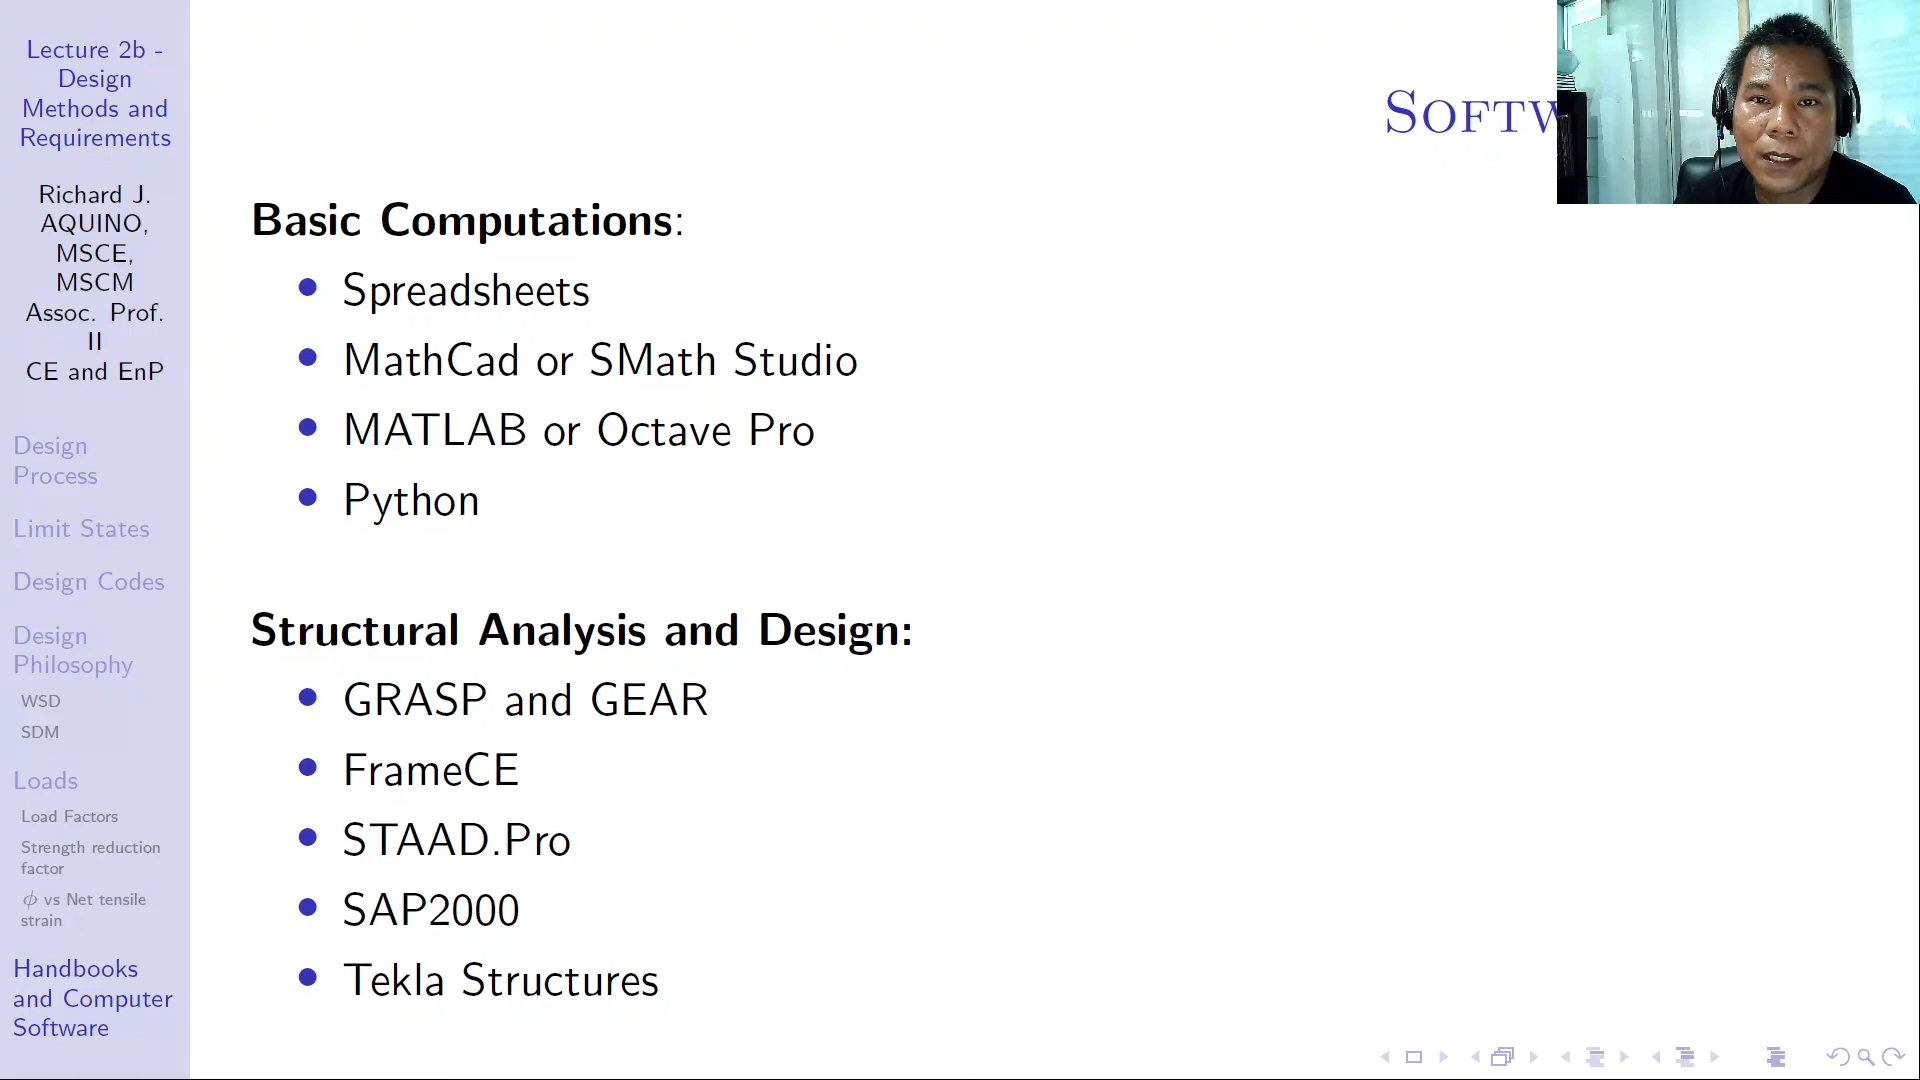 Lecture 2b -
Design
Methods and
Requirements
Richard J.
AQUINO,
MSCE,
MSCM
Assoc. Prof.
II
CE and EnP
Design
Process
Limit States
Design Codes
Design
Philosophy
WSD
SDM
Loads
Load Factors
Strength reduction
factor
ϕ vs Net tensile
strain
Handbooks
and Computer
Software
Basic Computations:
• Spreadsheets
• MathCad or SMath Studio
• MATLAB or Octave Pro
• Python
Structural Analysis and Design:
• GRASP and GEAR
• FrameCE
• STAAD.Pro
• SAP2000
• Tekla Structures